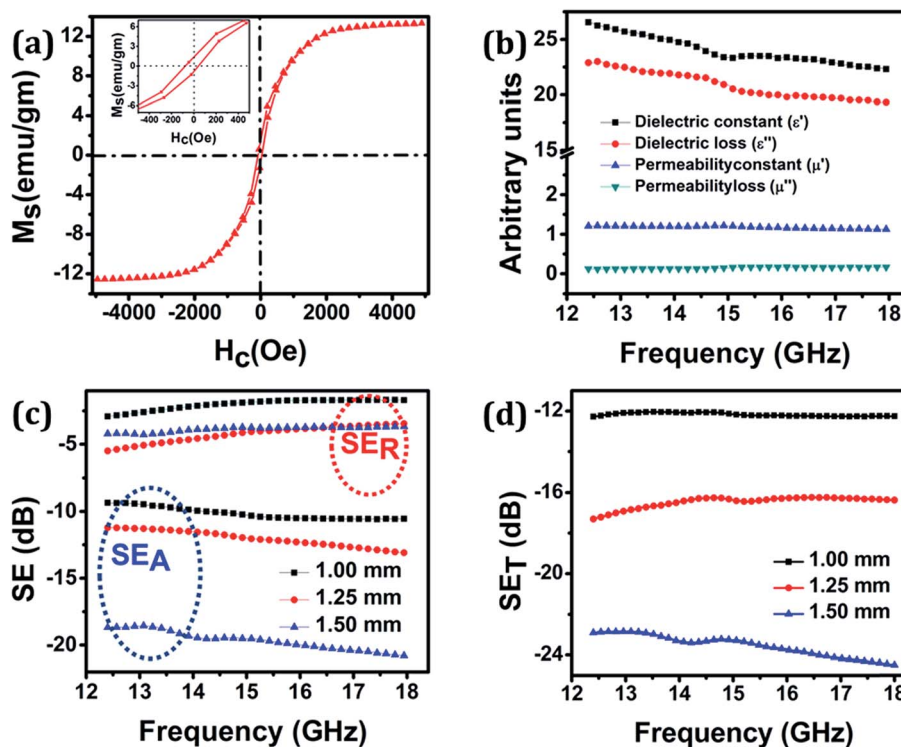 (a)
12
6
0
-6
-12
Ms(emu/gm)
-4000 -2000 0 2000 4000
Hc(Oe)
6
3
0
-3
-6
Ms(emu/gm)
-400 -200 0 200 400
Hc(Oe)
(b)
25
20
15
1
0
Arbitrary units
Dielectric constant (ε')
Dielectric loss (ε'')
Permeabilityconstant (μ')
Permeabilityloss (μ'')
12 13 14 15 16 17 18
Frequency (GHz)
(c)
-5
-10
-15
-20
SE (dB)
SER
SEA
1.00 mm
1.25 mm
1.50 mm
12 13 14 15 16 17 18
Frequency (GHz)
(d)
-12
-16
-20
-24
SET (dB)
1.00 mm
1.25 mm
1.50 mm
12 13 14 15 16 17 18
Frequency (GHz)